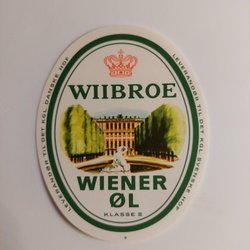 LEVERANDØR TIL DET KGL. DANSKE HOF
LEVERANDØR TIL DET KGL. SVENSKE HOF
WIIBROE
WIENER
ØL
KLASSE II